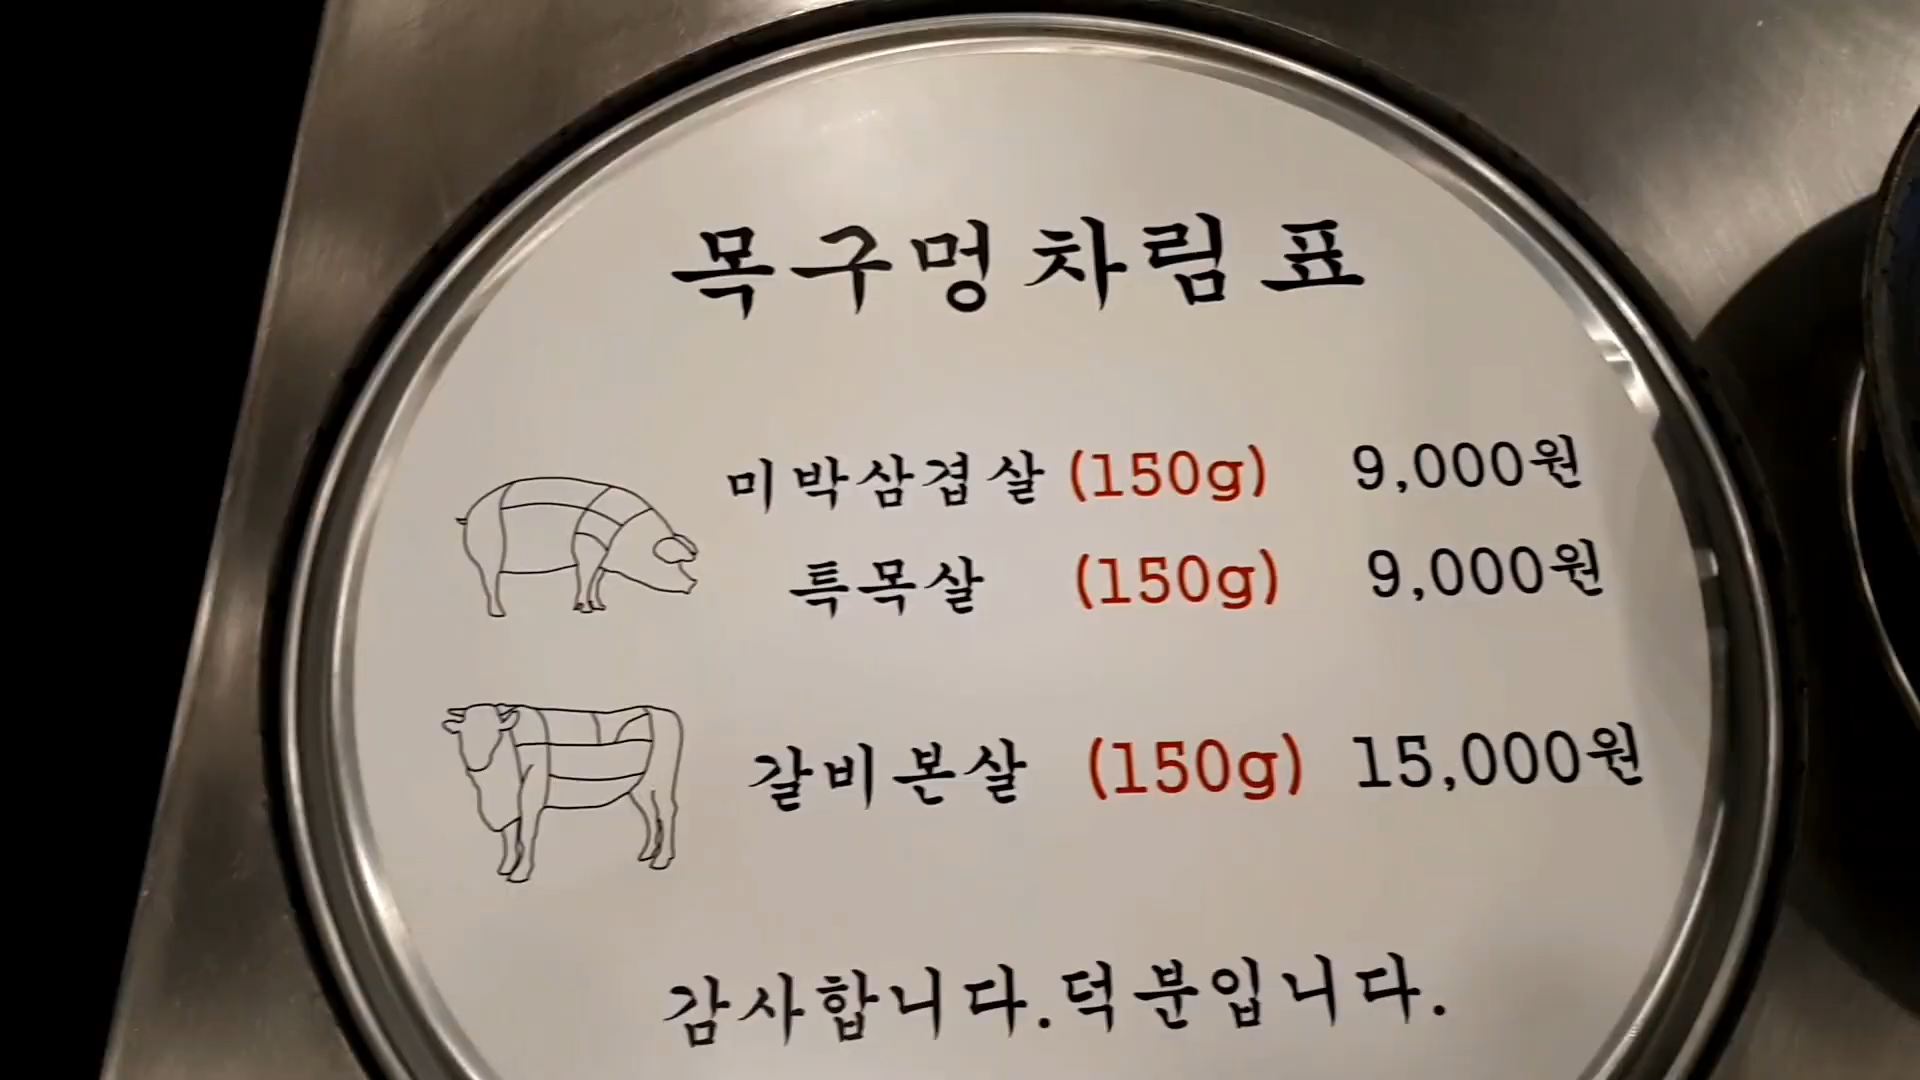 목구멍 차림표
미박삼겹살 (150g) 9,000원
특목살 (150g) 9,000원
갈비본살 (150g) 15,000원
감사합니다.덕분입니다.